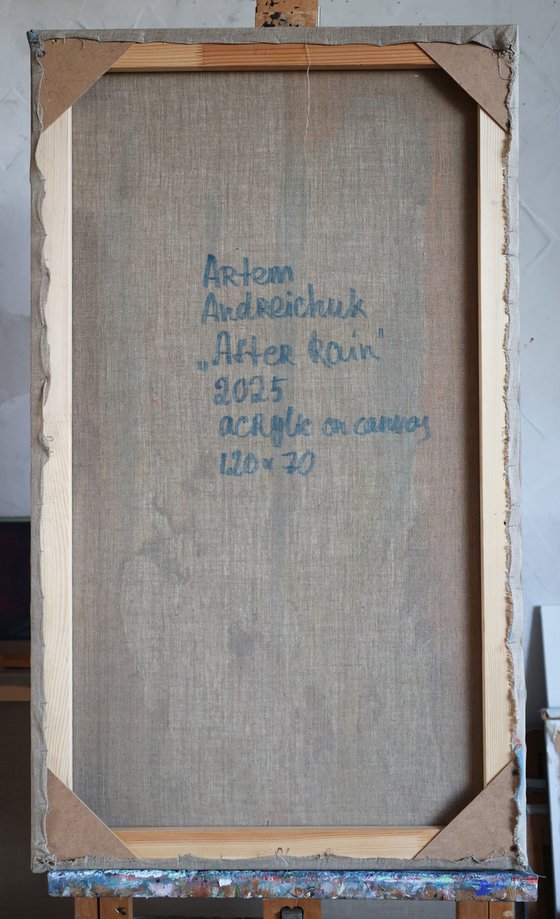 Artem
Andreichuk
„After Rain"
2025
acrylic on canvas
120 x 70